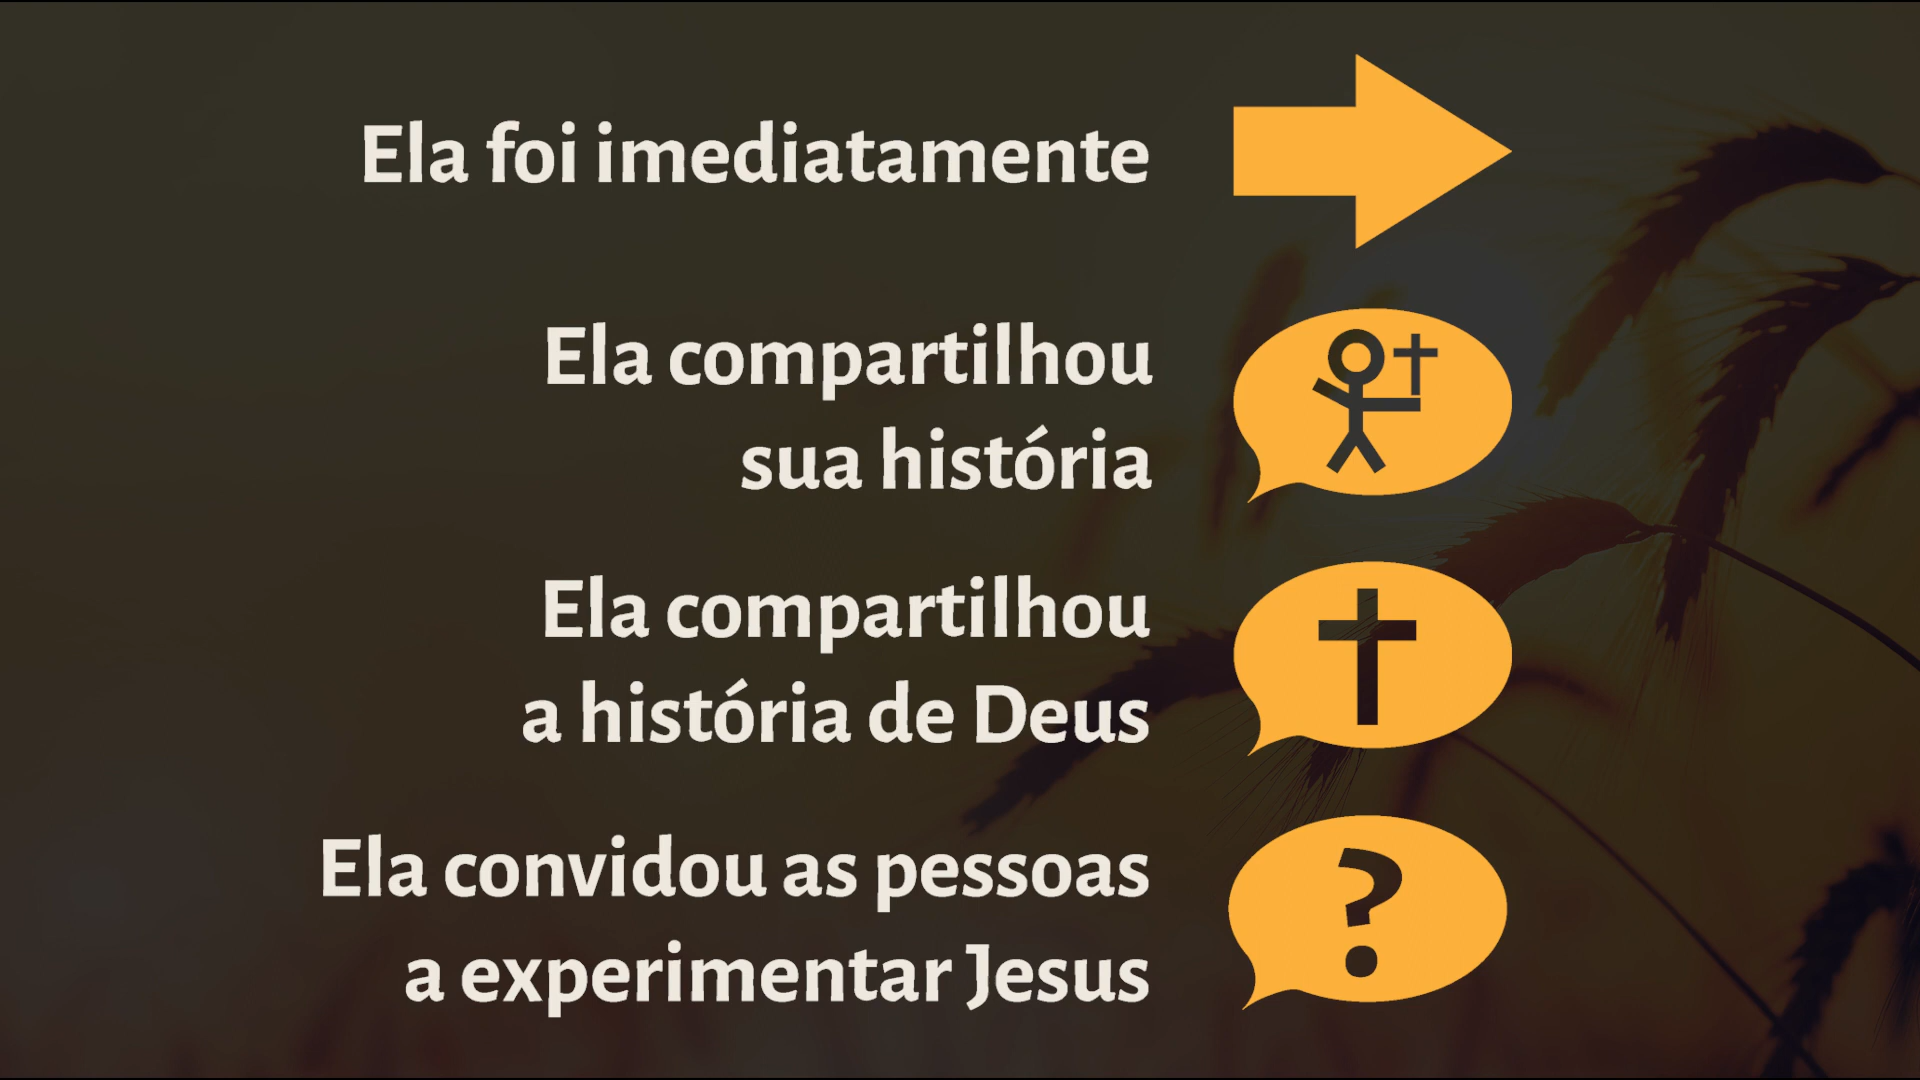 Ela foi imediatamente
Ela compartilhou
sua história
Ela compartilhou
a história de Deus
Ela convidou as pessoas
a experimentar Jesus
?